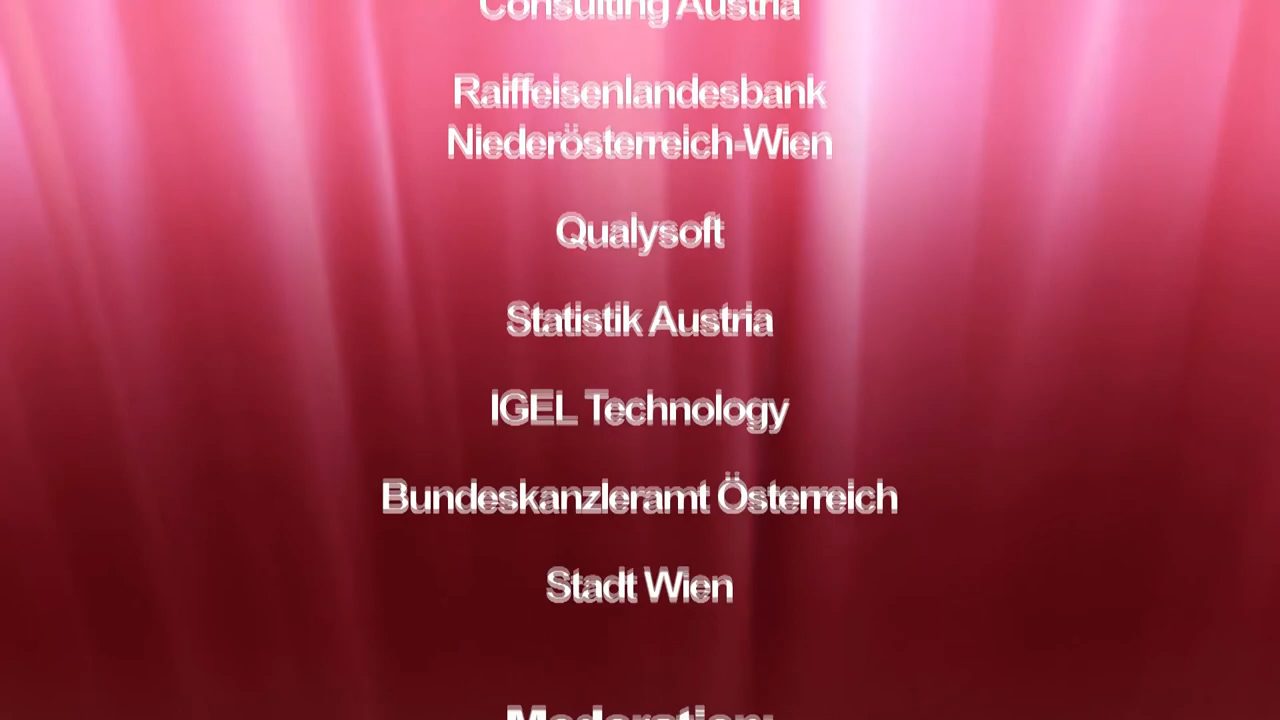 Consulting Austria
Raiffeisenlandesbank
Niederösterreich-Wien
Qualysoft
Statistik Austria
IGEL Technology
Bundeskanzleramt Österreich
Stadt Wien
Moderation: